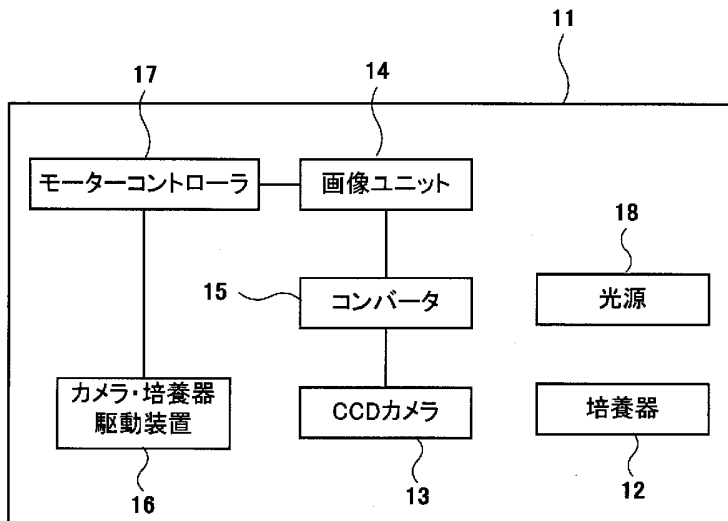 11
17
14
モーターコントローラ
画像ユニット
18
15
コンバータ
光源
カメラ・培養器
駆動装置
CCDカメラ
培養器
16
13
12